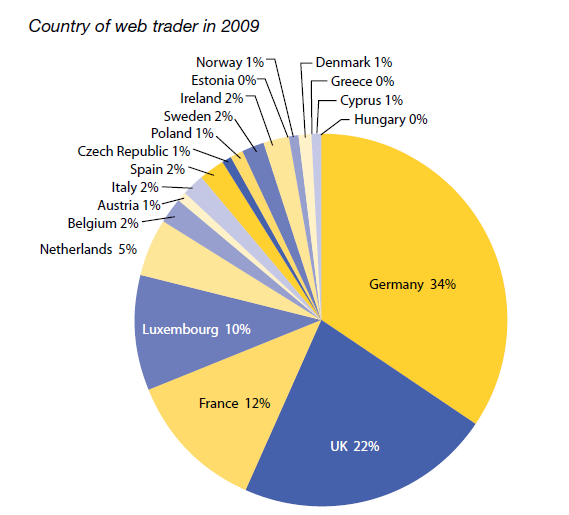 Country of web trader in 2009
Norway 1%
Denmark 1%
Estonia 0%
Greece 0%
Ireland 2%
Cyprus 1%
Sweden 2%
Hungary 0%
Poland 1%
Czech Republic 1%
Spain 2%
Italy 2%
Austria 1%
Belgium 2%
Netherlands 5%
Germany 34%
Luxembourg 10%
France 12%
UK 22%